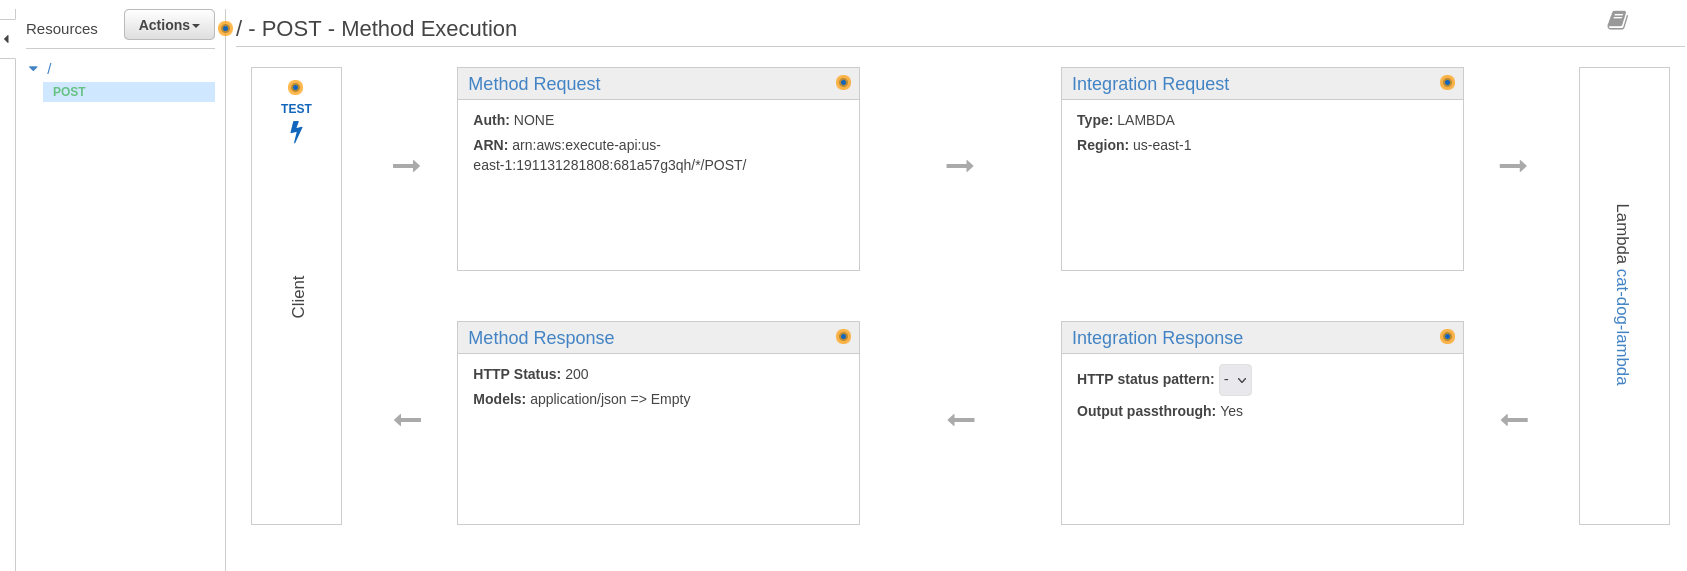 Resources
Actions
/ - POST - Method Execution
/
POST
TEST
Client
Method Request
Auth: NONE
ARN: arn:aws:execute-api:us-
east-1:191131281808:681a57g3qh/*/POST/
Integration Request
Type: LAMBDA
Region: us-east-1
Lambda cat-dog-lambda
Method Response
HTTP Status: 200
Models: application/json => Empty
Integration Response
HTTP status pattern: -
Output passthrough: Yes